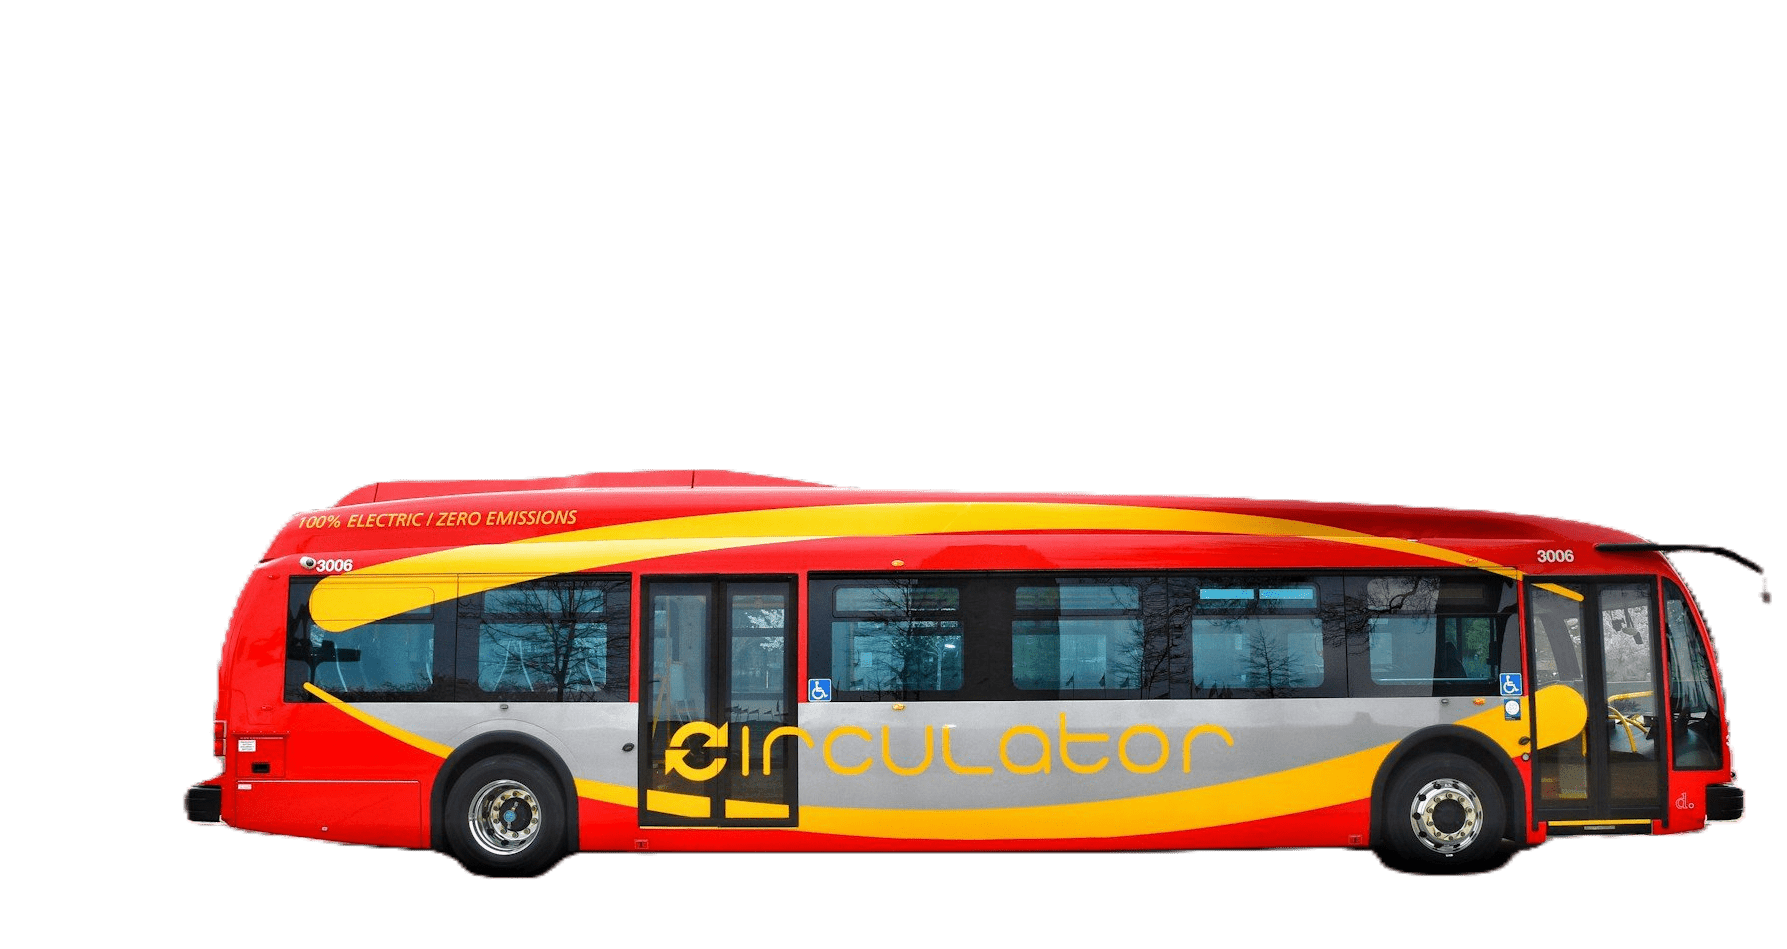 100% ELECTRIC / ZERO EMISSIONS
3006
3006
circulator
d.